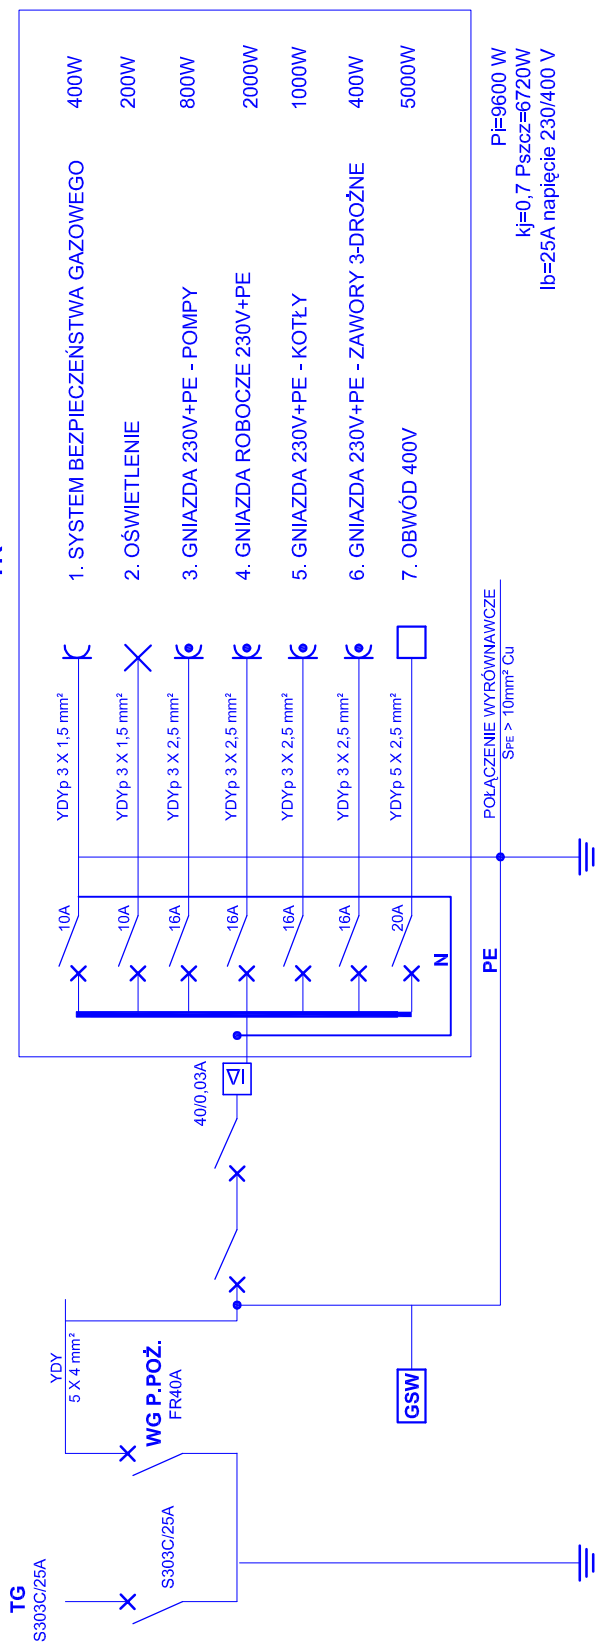 TG
S303C/25A
S303C/25A
WG P.POŻ.
FR40A
YDY
5 X 4 mm²
GSW
40/0,03A
N
PE
10A
YDYp 3 X 1,5 mm²
1. SYSTEM BEZPIECZEŃSTWA GAZOWEGO 400W
10A
YDYp 3 X 1,5 mm²
2. OŚWIETLENIE 200W
16A
YDYp 3 X 2,5 mm²
3. GNIAZDA 230V+PE - POMPY 800W
16A
YDYp 3 X 2,5 mm²
4. GNIAZDA ROBOCZE 230V+PE 2000W
16A
YDYp 3 X 2,5 mm²
5. GNIAZDA 230V+PE - KOTŁY 1000W
16A
YDYp 3 X 2,5 mm²
6. GNIAZDA 230V+PE - ZAWORY 3-DROŻNE 400W
20A
YDYp 5 X 2,5 mm²
7. OBWÓD 400V 5000W
POŁĄCZENIE WYRÓWNAWCZE
SPE > 10mm² Cu
Pi=9600 W
kj=0,7 Pszcz=6720W
Ib=25A napięcie 230/400 V